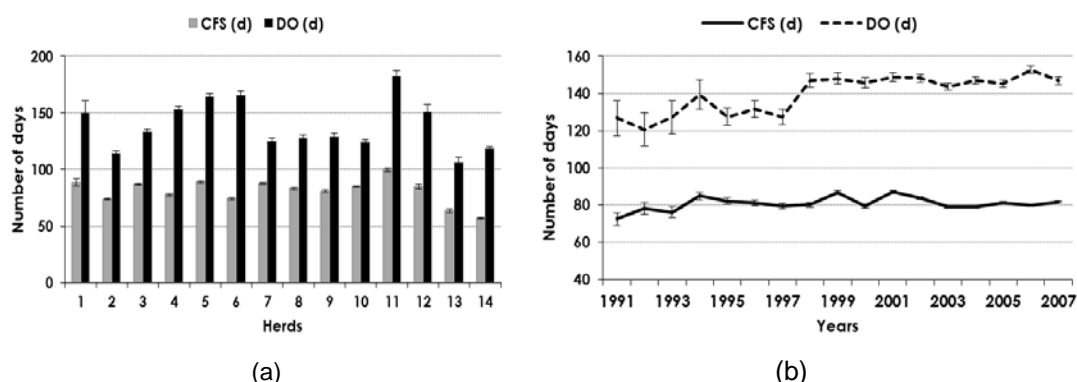 CFS (d) DO (d)
200
150
100
50
0
Number of days
1 2 3 4 5 6 7 8 9 10 11 12 13 14
Herds
(a)
CFS (d) DO (d)
160
140
120
100
80
60
40
Number of days
1991 1993 1995 1997 1999 2001 2003 2005 2007
Years
(b)